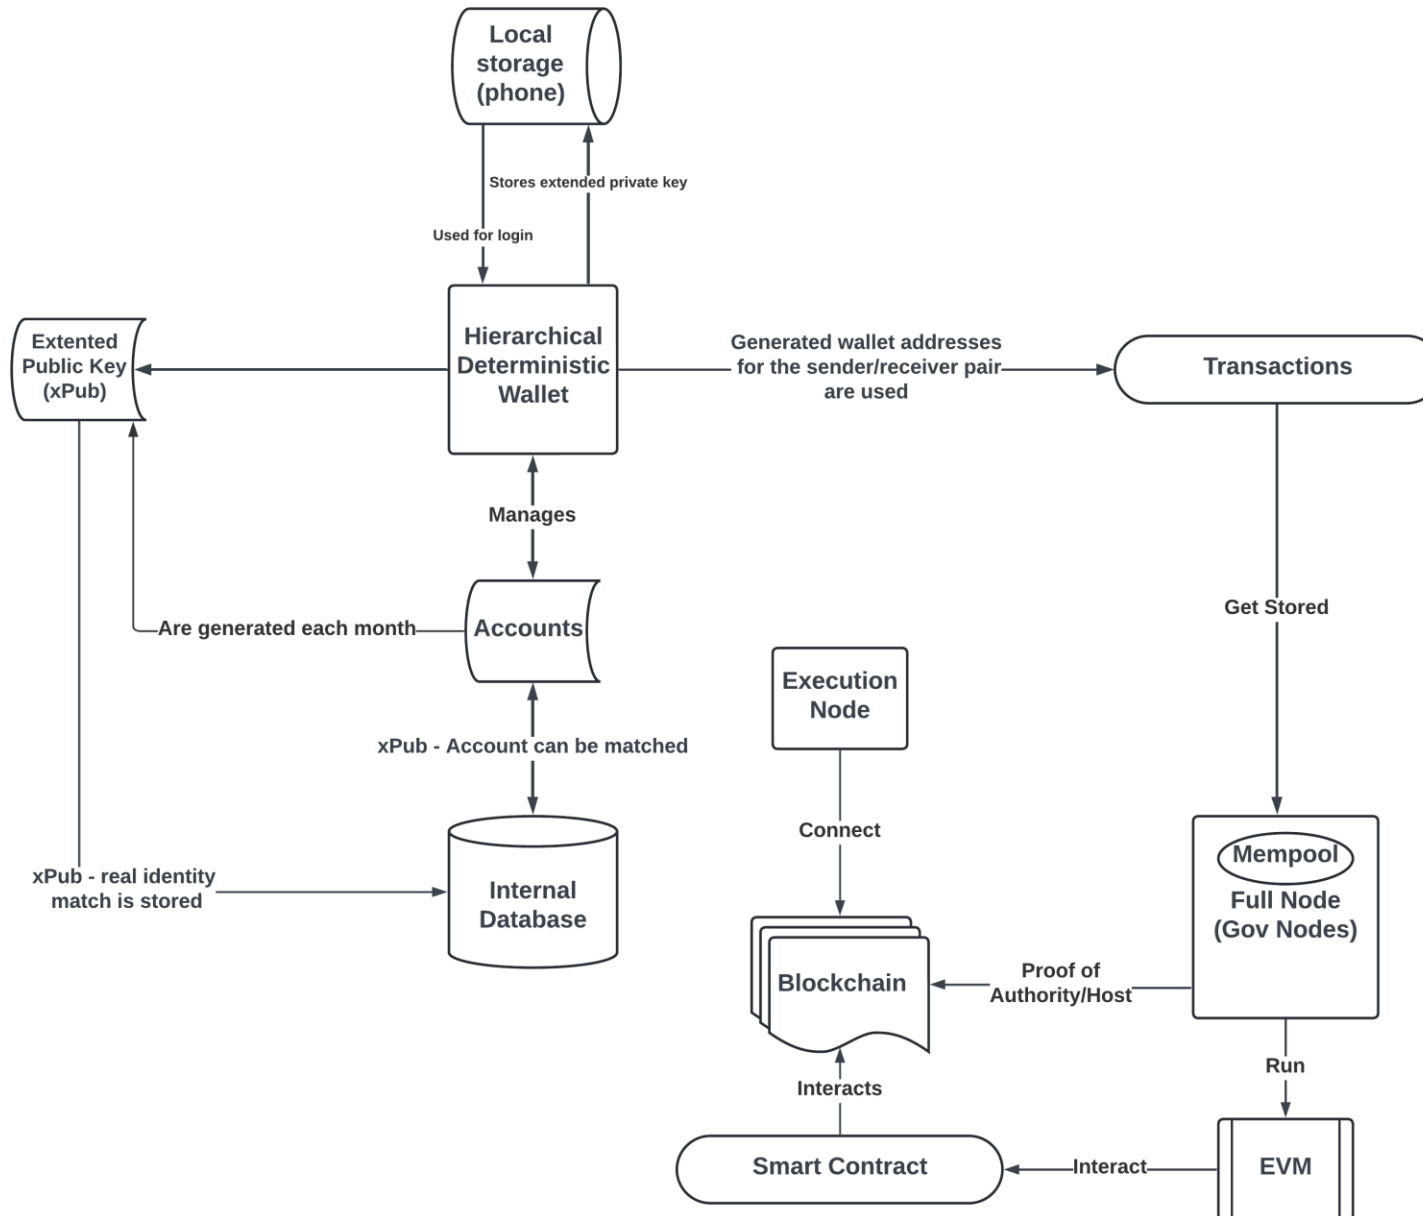 Local
storage
(phone)
Stores extended private key
Used for login
Extented
Public Key
(xPub)
Hierarchical
Deterministic
Wallet
Generated wallet addresses
for the sender/receiver pair
are used
Transactions
Manages
Get Stored
Are generated each month
Accounts
Execution
Node
xPub - Account can be matched
Connect
Mempool
Full Node
(Gov Nodes)
xPub - real identity
match is stored
Internal
Database
Blockchain
Proof of
Authority/Host
Run
Interacts
Smart Contract
Interact
EVM